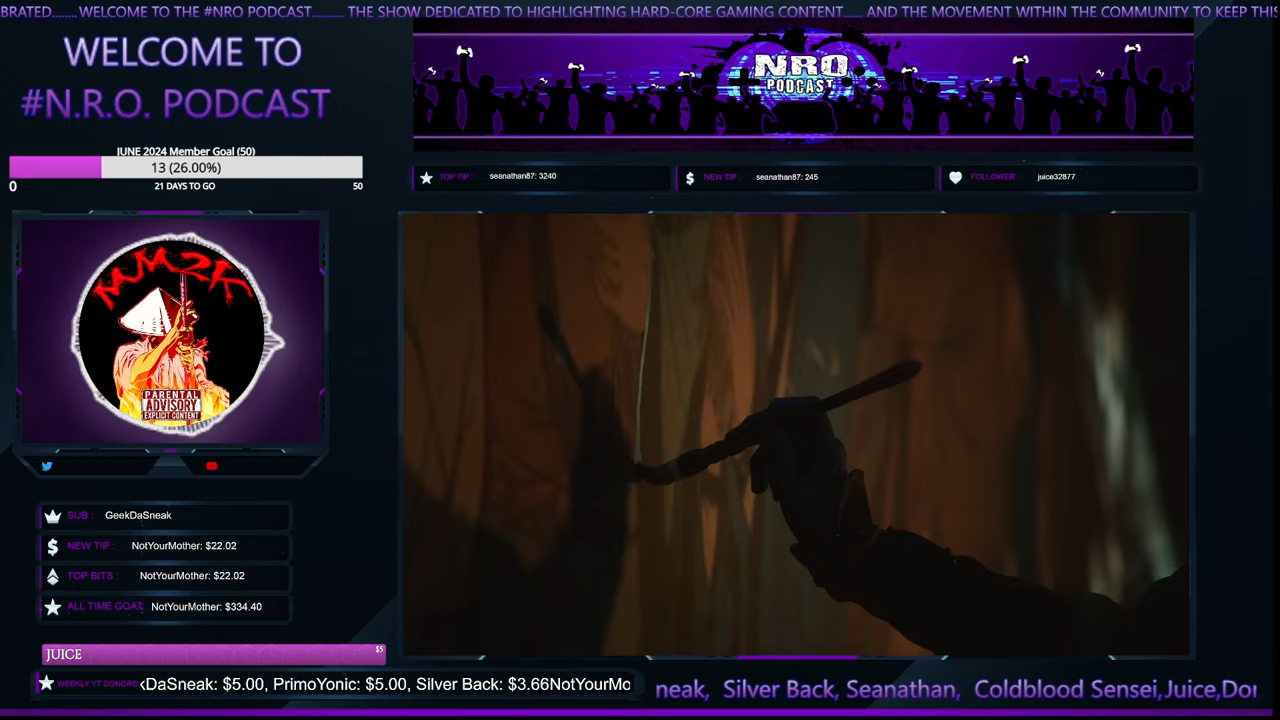 BRATED....... WELCOME TO THE #NRO PODCAST......... THE SHOW DEDICATED TO HIGHLIGHTING HARD-CORE GAMING CONTENT..... AND THE MOVEMENT WITHIN THE COMMUNITY TO KEEP THIS
WELCOME TO
#N.R.O. PODCAST
NRO
PODCAST
JUNE 2024 Member Goal (50)
13 (26.00%)
0 21 DAYS TO GO 50
TOP TIP : seanathan87: 3240
NEW TIP : seanathan87: 245
FOLLOWER : juice32877
MM2K
PARENTAL
ADVISORY
EXPLICIT CONTENT
SUB : GeekDaSneak
NEW TIP : NotYourMother: $22.02
TOP BITS : NotYourMother: $22.02
ALL TIME GOAT: NotYourMother: $334.40
JUICE $5
WEEKLY YT DONORS: DaSneak: $5.00, PrimoYonic: $5.00, Silver Back: $3.66NotYourMo
neak, Silver Back, Seanathan, Coldblood Sensei,Juice,Do